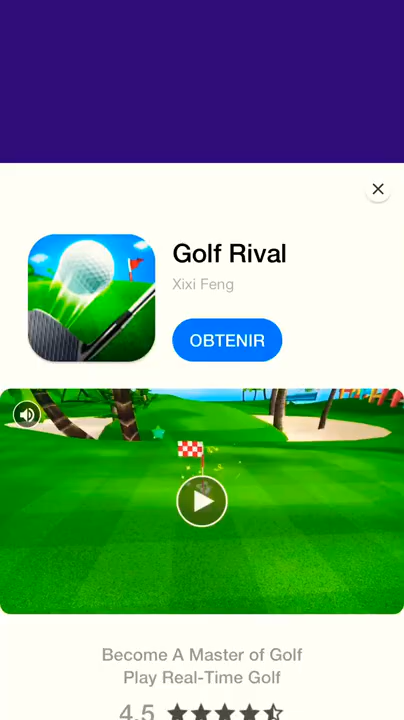 Golf Rival
Xixi Feng
OBTENIR
Become A Master of Golf
Play Real-Time Golf
4.5